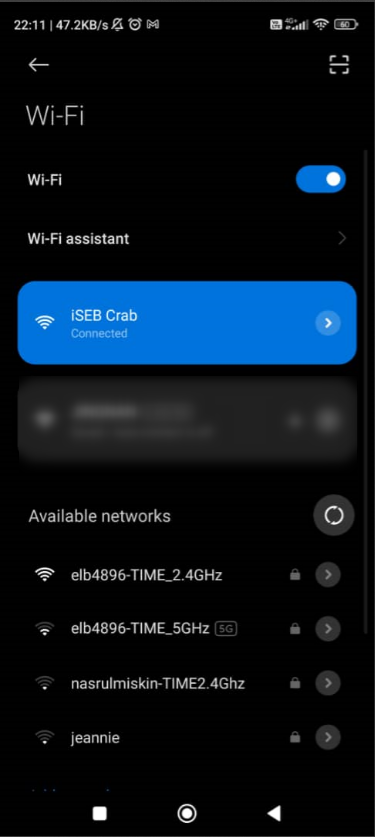 22:11 | 47.2KB/s 4G+ 60
Wi-Fi
Wi-Fi
Wi-Fi assistant
iSEB Crab
Connected
Available networks
elb4896-TIME_2.4GHz
elb4896-TIME_5GHz 5G
nasrulmiskin-TIME2.4Ghz
jeannie